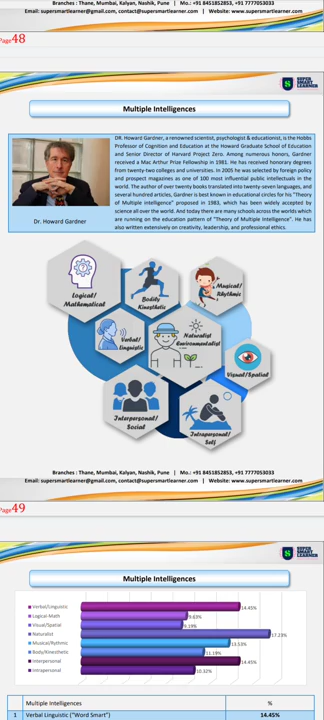 Branches : Thane, Mumbai, Kalyan, Nashik, Pune | Mo.: +91 8451852853, +91 7777053033
Email: supersmartlearner@gmail.com, contact@supersmartlearner.com | Website: www.supersmartlearner.com
Page48
SUPER
SMART
LEARNER
Multiple Intelligences
DR. Howard Gardner, a renowned scientist, psychologist & educationist, is the Hobbs
Professor of Cognition and Education at the Howard Graduate School of Education
and Senior Director of Harvard Project Zero. Among numerous honors, Gardner
received a Mac Arthur Prize Fellowship in 1981. He has received honorary degrees
from twenty-two colleges and universities. In 2005 he was selected by foreign policy
and prospect magazines as one of 100 most influential public intellectuals in the
world. The author of over twenty books translated into twenty-seven languages, and
several hundred articles, Gardner is best known in educational circles for his "Theory
of Multiple intelligence" proposed in 1983, which has been widely accepted by
science all over the world. And today there are many schools across the worlds which
are running on the education pattern of "Theory of Multiple Intelligence". He has
also written extensively on creativity, leadership, and professional ethics.
Dr. Howard Gardner
Logical/
Mathematical
Bodily
Kinesthetic
Musical/
Rhythmic
Verbal/
Linguistic
Naturalist
Environmentalist
Visual/Spatial
Interpersonal/
Social
Intrapersonal/
Self
Branches : Thane, Mumbai, Kalyan, Nashik, Pune | Mo.: +91 8451852853, +91 7777053033
Email: supersmartlearner@gmail.com, contact@supersmartlearner.com | Website: www.supersmartlearner.com
Page49
SUPER
SMART
LEARNER
Multiple Intelligences
Verbal/Linguistic 14.45%
Logical-Math 9.63%
Visual/Spatial 9.19%
Naturalist 17.23%
Musical/Rythmic 13.53%
Body/Kinesthetic 11.19%
Interpersonal 14.45%
Intrapersonal 10.32%
Multiple Intelligences %
1 Verbal Linguistic ("Word Smart") 14.45%